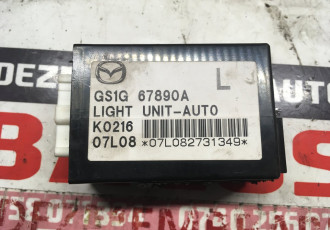 L
GS1G 67890A
LIGHT UNIT-AUTO
K0216
07L08 *07L082731349*